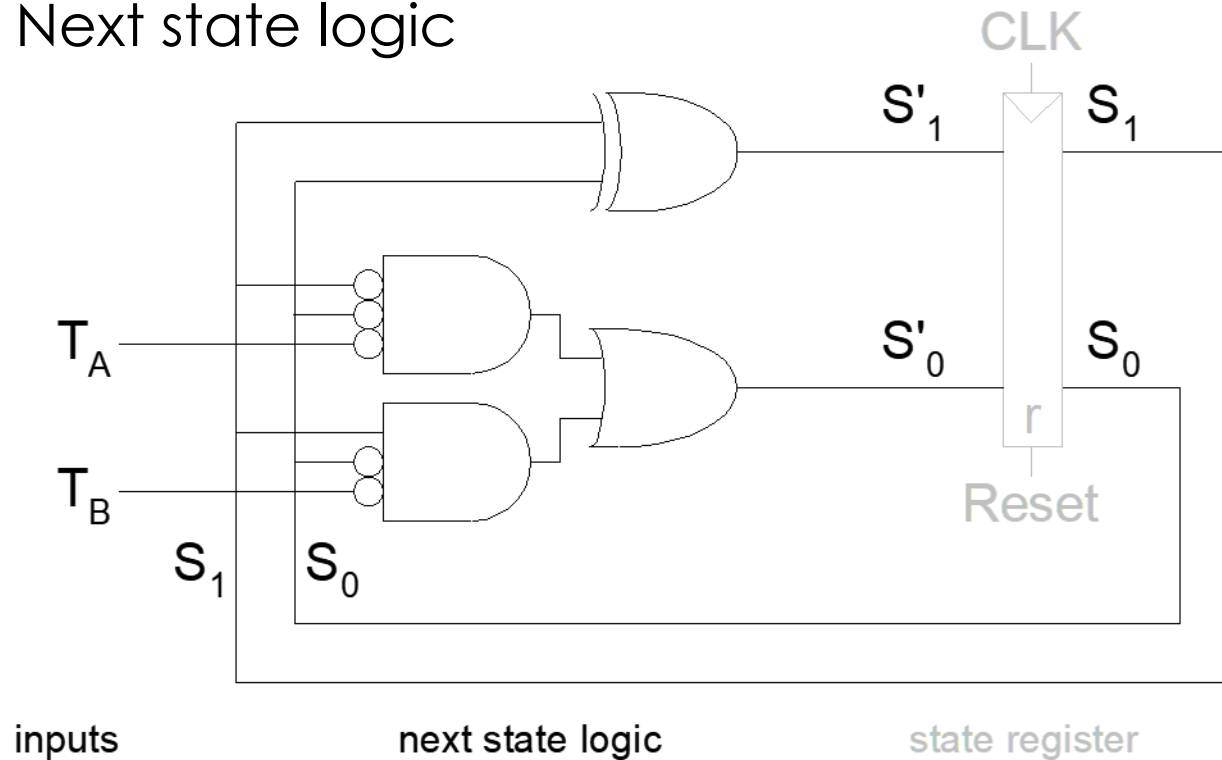 Next state logic
CLK
S'1
S1
TA
S'0
S0
r
TB
Reset
S1
S0
inputs
next state logic
state register